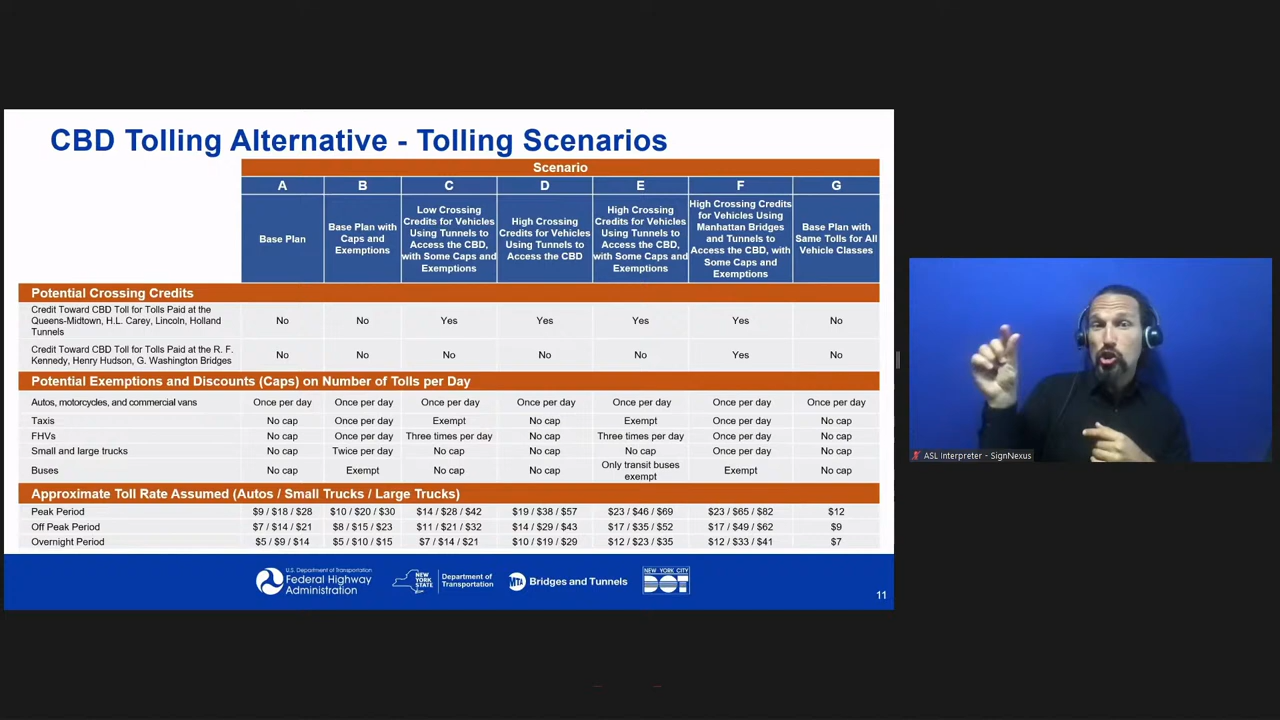 CBD Tolling Alternative - Tolling Scenarios
Scenario
A B C D E F G
Base Plan
Base Plan with
Caps and
Exemptions
Low Crossing
Credits for Vehicles
Using Tunnels to
Access the CBD,
with Some Caps and
Exemptions
High Crossing
Credits for Vehicles
Using Tunnels to
Access the CBD
High Crossing
Credits for Vehicles
Using Tunnels to
Access the CBD,
with Some Caps and
Exemptions
High Crossing Credits
for Vehicles Using
Manhattan Bridges
and Tunnels to
Access the CBD, with
Some Caps and
Exemptions
Base Plan with
Same Tolls for All
Vehicle Classes
Potential Crossing Credits
Credit Toward CBD Toll for Tolls Paid at the
Queens-Midtown, H.L. Carey, Lincoln, Holland
Tunnels
No No Yes Yes Yes Yes No
Credit Toward CBD Toll for Tolls Paid at the R. F.
Kennedy, Henry Hudson, G. Washington Bridges
No No No No No Yes No
Potential Exemptions and Discounts (Caps) on Number of Tolls per Day
Autos, motorcycles, and commercial vans Once per day Once per day Once per day Once per day Once per day Once per day Once per day
Taxis No cap Once per day Exempt No cap Exempt Once per day No cap
FHVs No cap Once per day Three times per day No cap Three times per day Once per day No cap
Small and large trucks No cap Twice per day No cap No cap No cap Once per day No cap
Buses No cap Exempt No cap No cap Only transit buses
exempt Exempt No cap
Approximate Toll Rate Assumed (Autos / Small Trucks / Large Trucks)
Peak Period $9 / $18 / $28 $10 / $20 / $30 $14 / $28 / $42 $19 / $38 / $57 $23 / $46 / $69 $23 / $65 / $82 $12
Off Peak Period $7 / $14 / $21 $8 / $15 / $23 $11 / $21 / $32 $14 / $29 / $43 $17 / $35 / $52 $17 / $49 / $62 $9
Overnight Period $5 / $9 / $14 $5 / $10 / $15 $7 / $14 / $21 $10 / $19 / $29 $12 / $23 / $35 $12 / $33 / $41 $7
U.S. Department of Transportation
Federal Highway
Administration
NEW
YORK
STATE
Department of
Transportation
MTA Bridges and Tunnels
NEW YORK CITY
DOT
11
ASL Interpreter - SignNexus